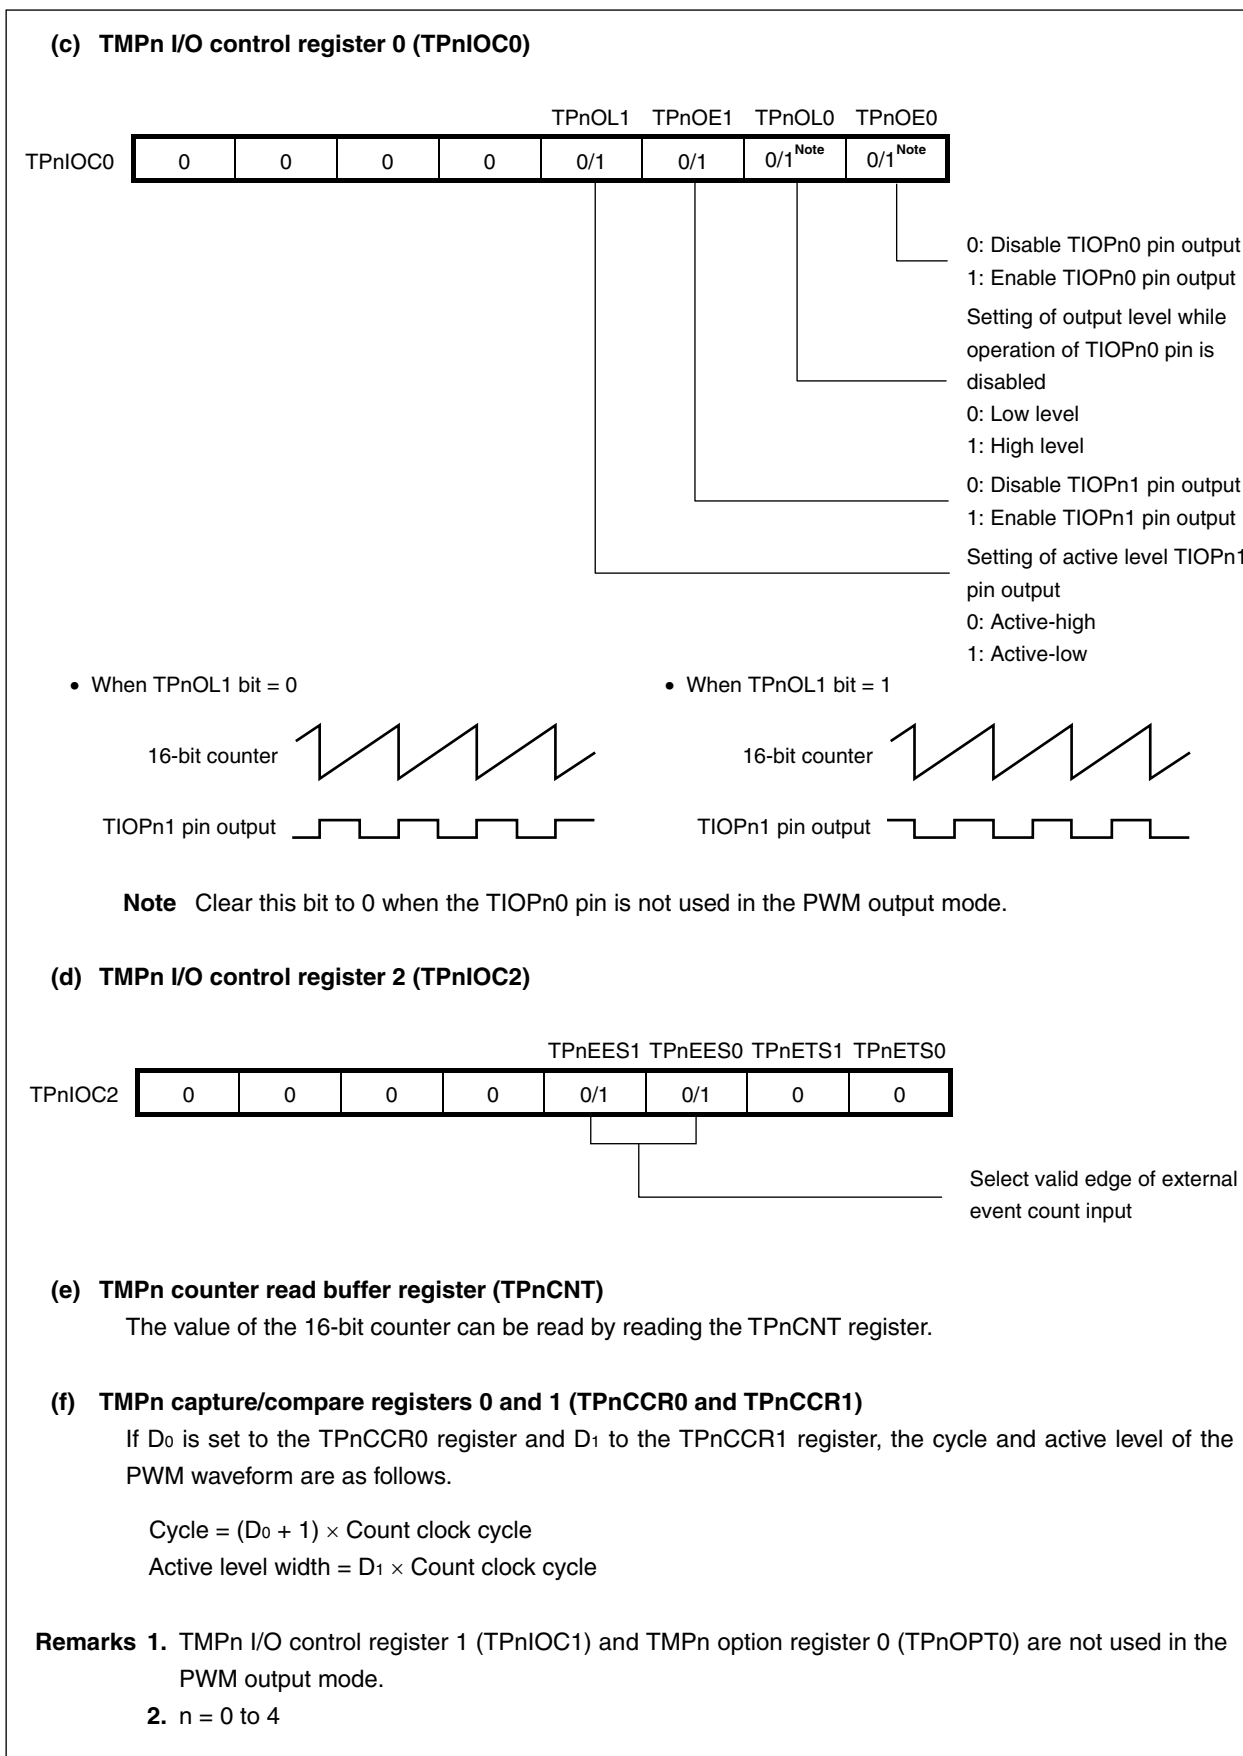 (c) TMPn I/O control register 0 (TPnIOC0)
TPnOL1 TPnOE1 TPnOL0 TPnOE0
TPnIOC0 0 0 0 0 0/1 0/1 0/1Note 0/1Note
0: Disable TIOPn0 pin output
1: Enable TIOPn0 pin output
Setting of output level while
operation of TIOPn0 pin is
disabled
0: Low level
1: High level
0: Disable TIOPn1 pin output
1: Enable TIOPn1 pin output
Setting of active level TIOPn1
pin output
0: Active-high
1: Active-low
• When TPnOL1 bit = 0
16-bit counter
TIOPn1 pin output
• When TPnOL1 bit = 1
16-bit counter
TIOPn1 pin output
Note Clear this bit to 0 when the TIOPn0 pin is not used in the PWM output mode.
(d) TMPn I/O control register 2 (TPnIOC2)
TPnEES1 TPnEES0 TPnETS1 TPnETS0
TPnIOC2 0 0 0 0 0/1 0/1 0 0
Select valid edge of external
event count input
(e) TMPn counter read buffer register (TPnCNT)
The value of the 16-bit counter can be read by reading the TPnCNT register.
(f) TMPn capture/compare registers 0 and 1 (TPnCCR0 and TPnCCR1)
If D0 is set to the TPnCCR0 register and D1 to the TPnCCR1 register, the cycle and active level of the
PWM waveform are as follows.
Cycle = (D0 + 1) × Count clock cycle
Active level width = D1 × Count clock cycle
Remarks 1. TMPn I/O control register 1 (TPnIOC1) and TMPn option register 0 (TPnOPT0) are not used in the
PWM output mode.
2. n = 0 to 4